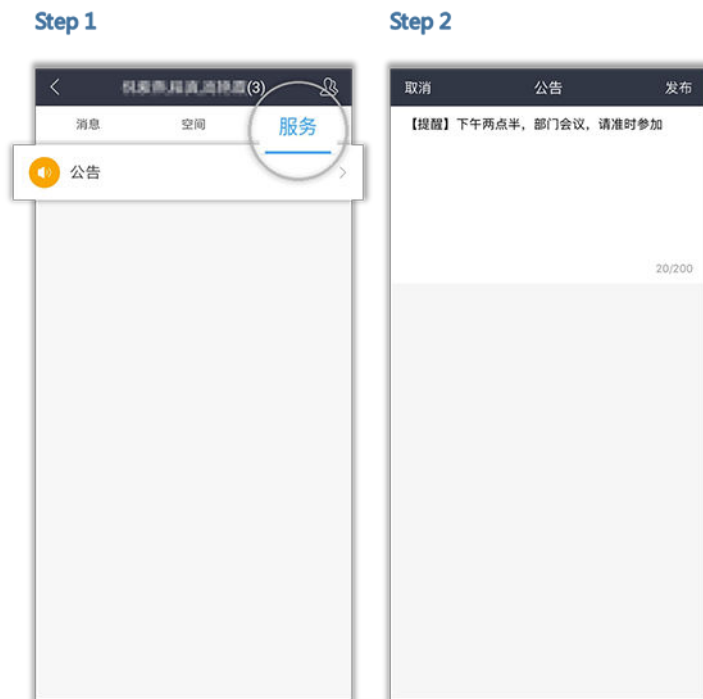 Step 1
Step 2
(3)
消息
空间
服务
公告
取消
公告
发布
【提醒】下午两点半，部门会议，请准时参加
20/200